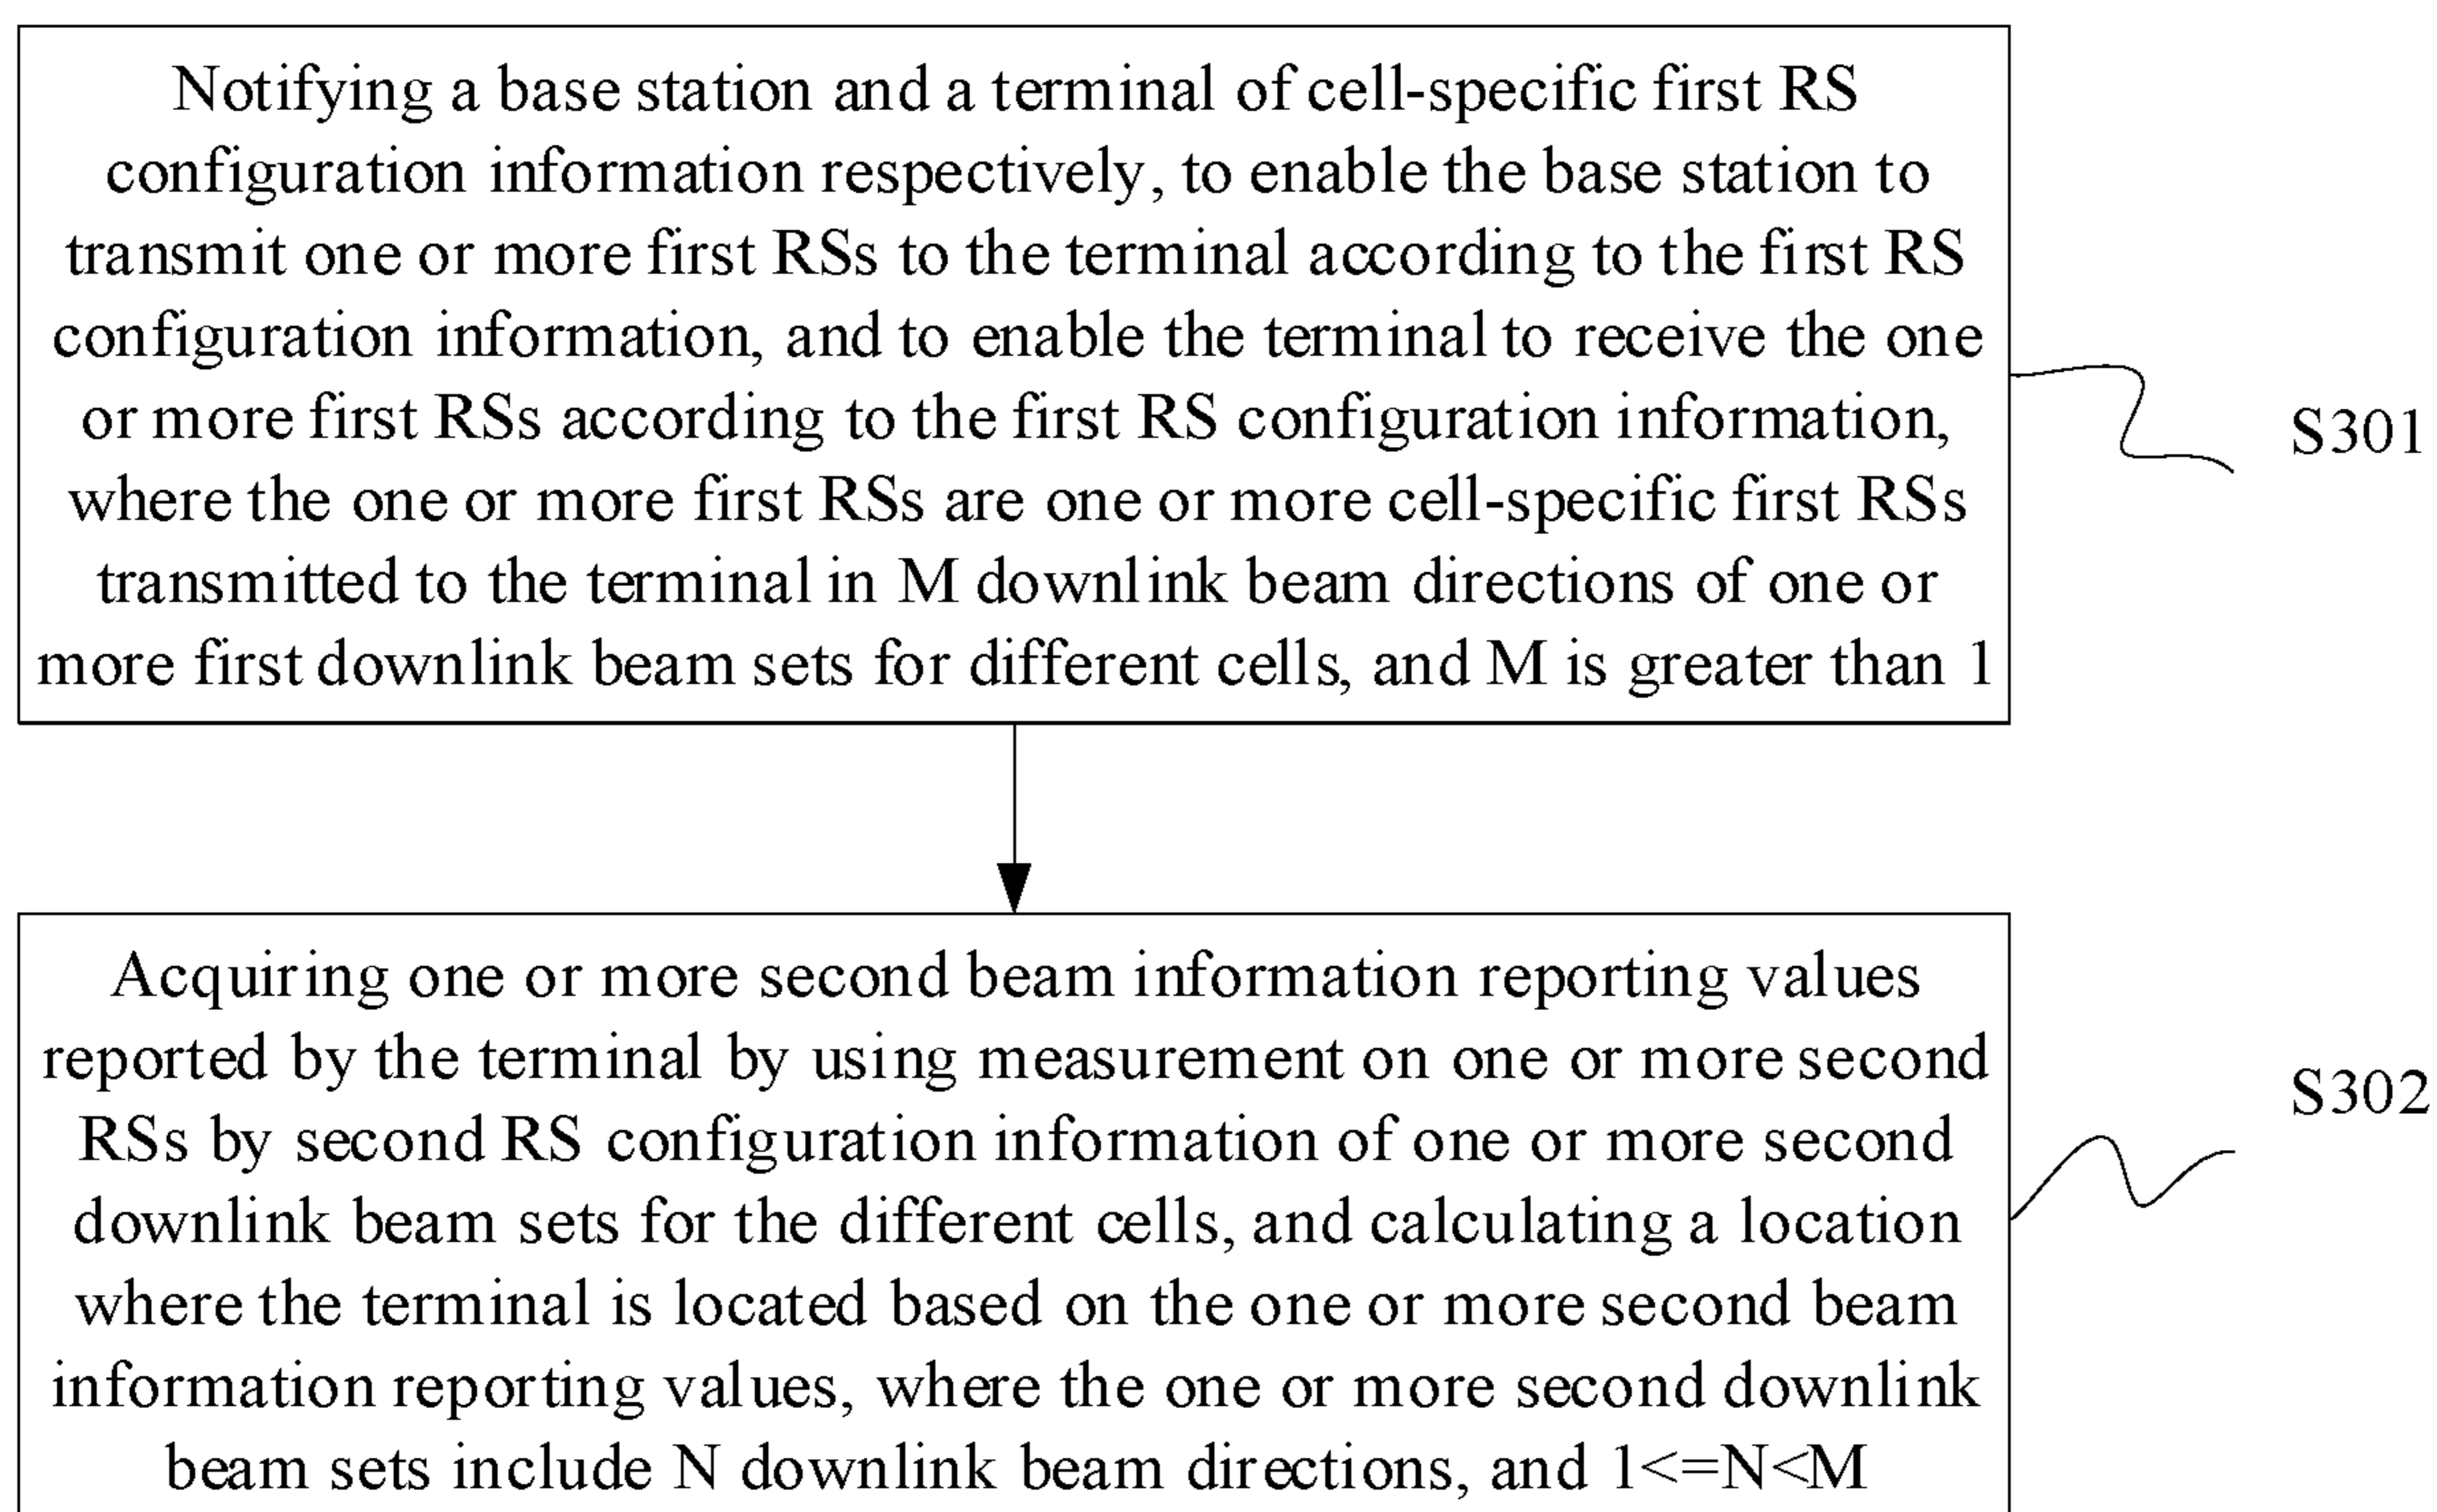 Notifying a base station and a terminal of cell-specific first RS
configuration information respectively, to enable the base station to
transmit one or more first RSs to the terminal according to the first RS
configuration information, and to enable the terminal to receive the one
or more first RSs according to the first RS configuration information,
where the one or more first RSs are one or more cell-specific first RSs
transmitted to the terminal in M downlink beam directions of one or
more first downlink beam sets for different cells, and M is greater than 1
S301
Acquiring one or more second beam information reporting values
reported by the terminal by using measurement on one or more second
RSs by second RS configuration information of one or more second
downlink beam sets for the different cells, and calculating a location
where the terminal is located based on the one or more second beam
information reporting values, where the one or more second downlink
beam sets include N downlink beam directions, and 1<=N<M
S302